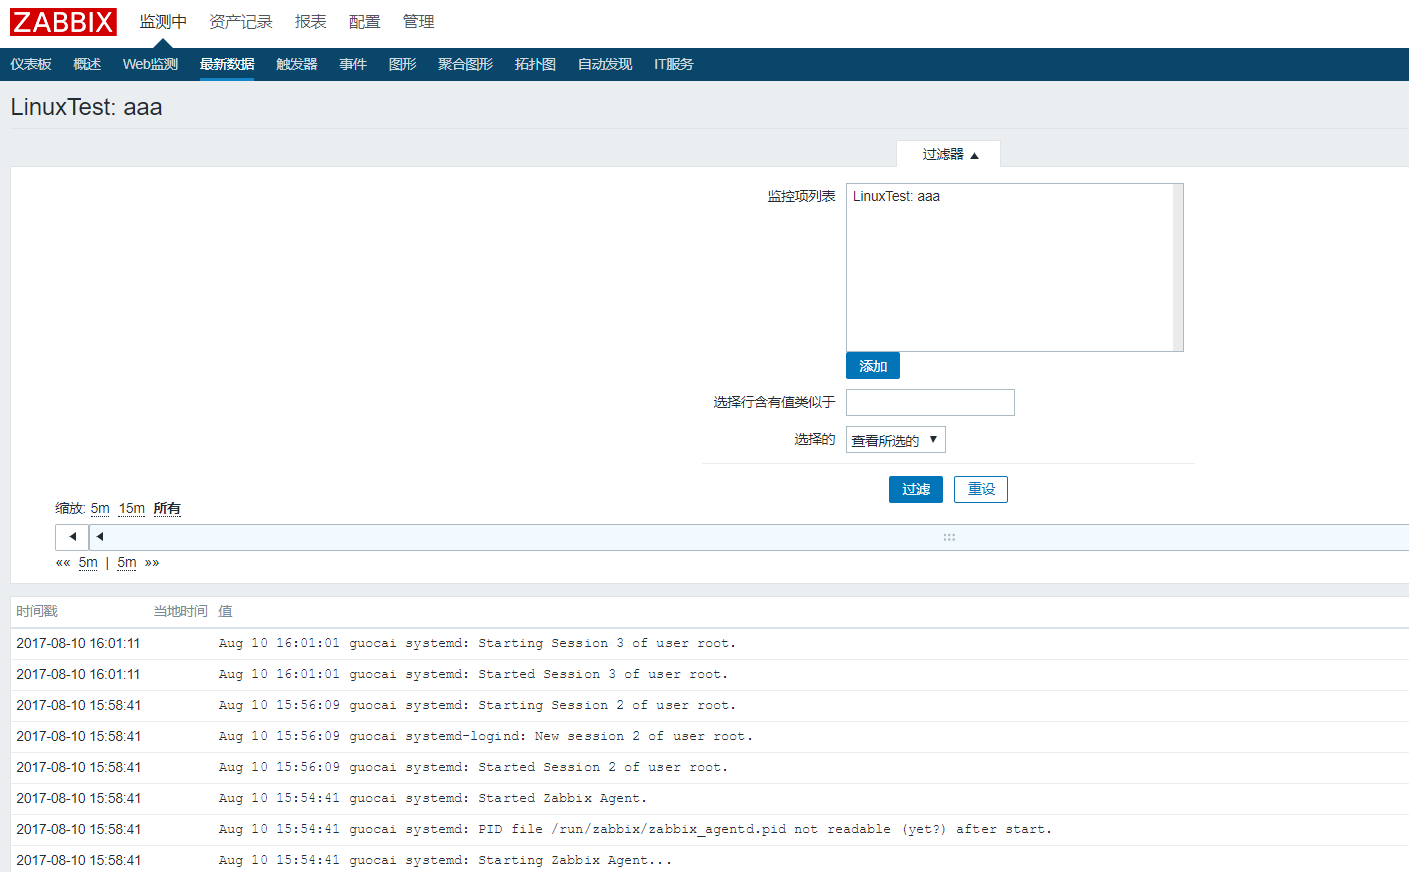 ZABBIX 监测中 资产记录 报表 配置 管理
仪表板 概述 Web监测 最新数据 触发器 事件 图形 聚合图形 拓扑图 自动发现 IT服务
LinuxTest: aaa
过滤器 ▲
监控项列表 LinuxTest: aaa
添加
选择行含有值类似于
选择的 查看所选的 ▼
过滤 重设
缩放: 5m 15m 所有
«« 5m | 5m »»
时间戳 当地时间 值
2017-08-10 16:01:11 Aug 10 16:01:01 guocai systemd: Starting Session 3 of user root.
2017-08-10 16:01:11 Aug 10 16:01:01 guocai systemd: Started Session 3 of user root.
2017-08-10 15:58:41 Aug 10 15:56:09 guocai systemd: Starting Session 2 of user root.
2017-08-10 15:58:41 Aug 10 15:56:09 guocai systemd-logind: New session 2 of user root.
2017-08-10 15:58:41 Aug 10 15:56:09 guocai systemd: Started Session 2 of user root.
2017-08-10 15:58:41 Aug 10 15:54:41 guocai systemd: Started Zabbix Agent.
2017-08-10 15:58:41 Aug 10 15:54:41 guocai systemd: PID file /run/zabbix/zabbix_agentd.pid not readable (yet?) after start.
2017-08-10 15:58:41 Aug 10 15:54:41 guocai systemd: Starting Zabbix Agent...